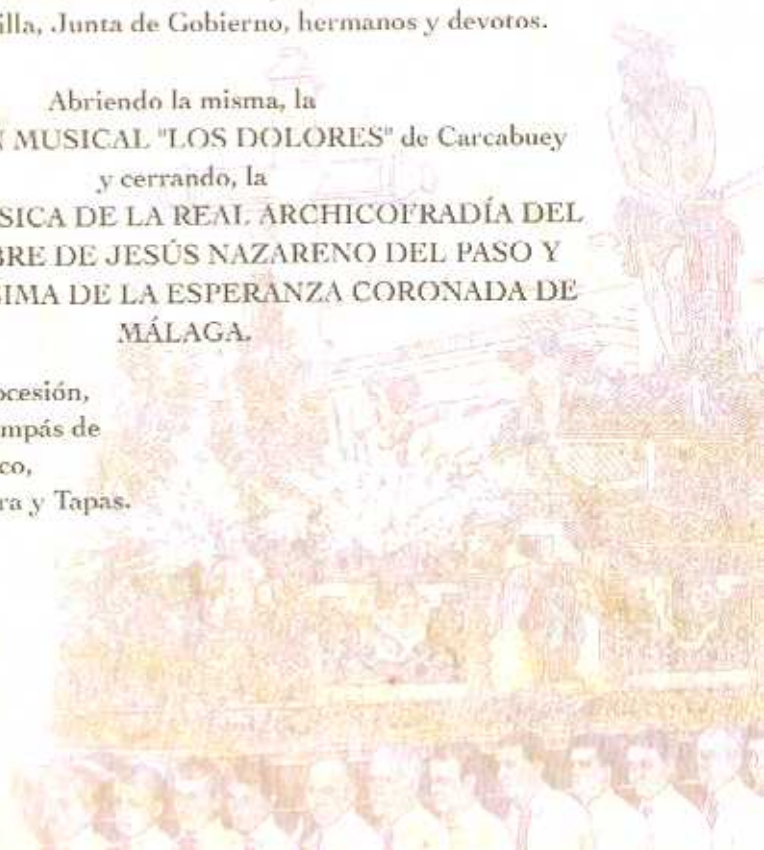 illa, Junta de Gobierno, hermanos y devotos.
Abriendo la misma, la
N MUSICAL "LOS DOLORES" de Carcabuey
y cerrando, la
SICA DE LA REAL ARCHICOFRADÍA DEL
BRE DE JESÚS NAZARENO DEL PASO Y
SIMA DE LA ESPERANZA CORONADA DE
MÁLAGA.
ocesión,
mpás de
co,
ra y Tapas.